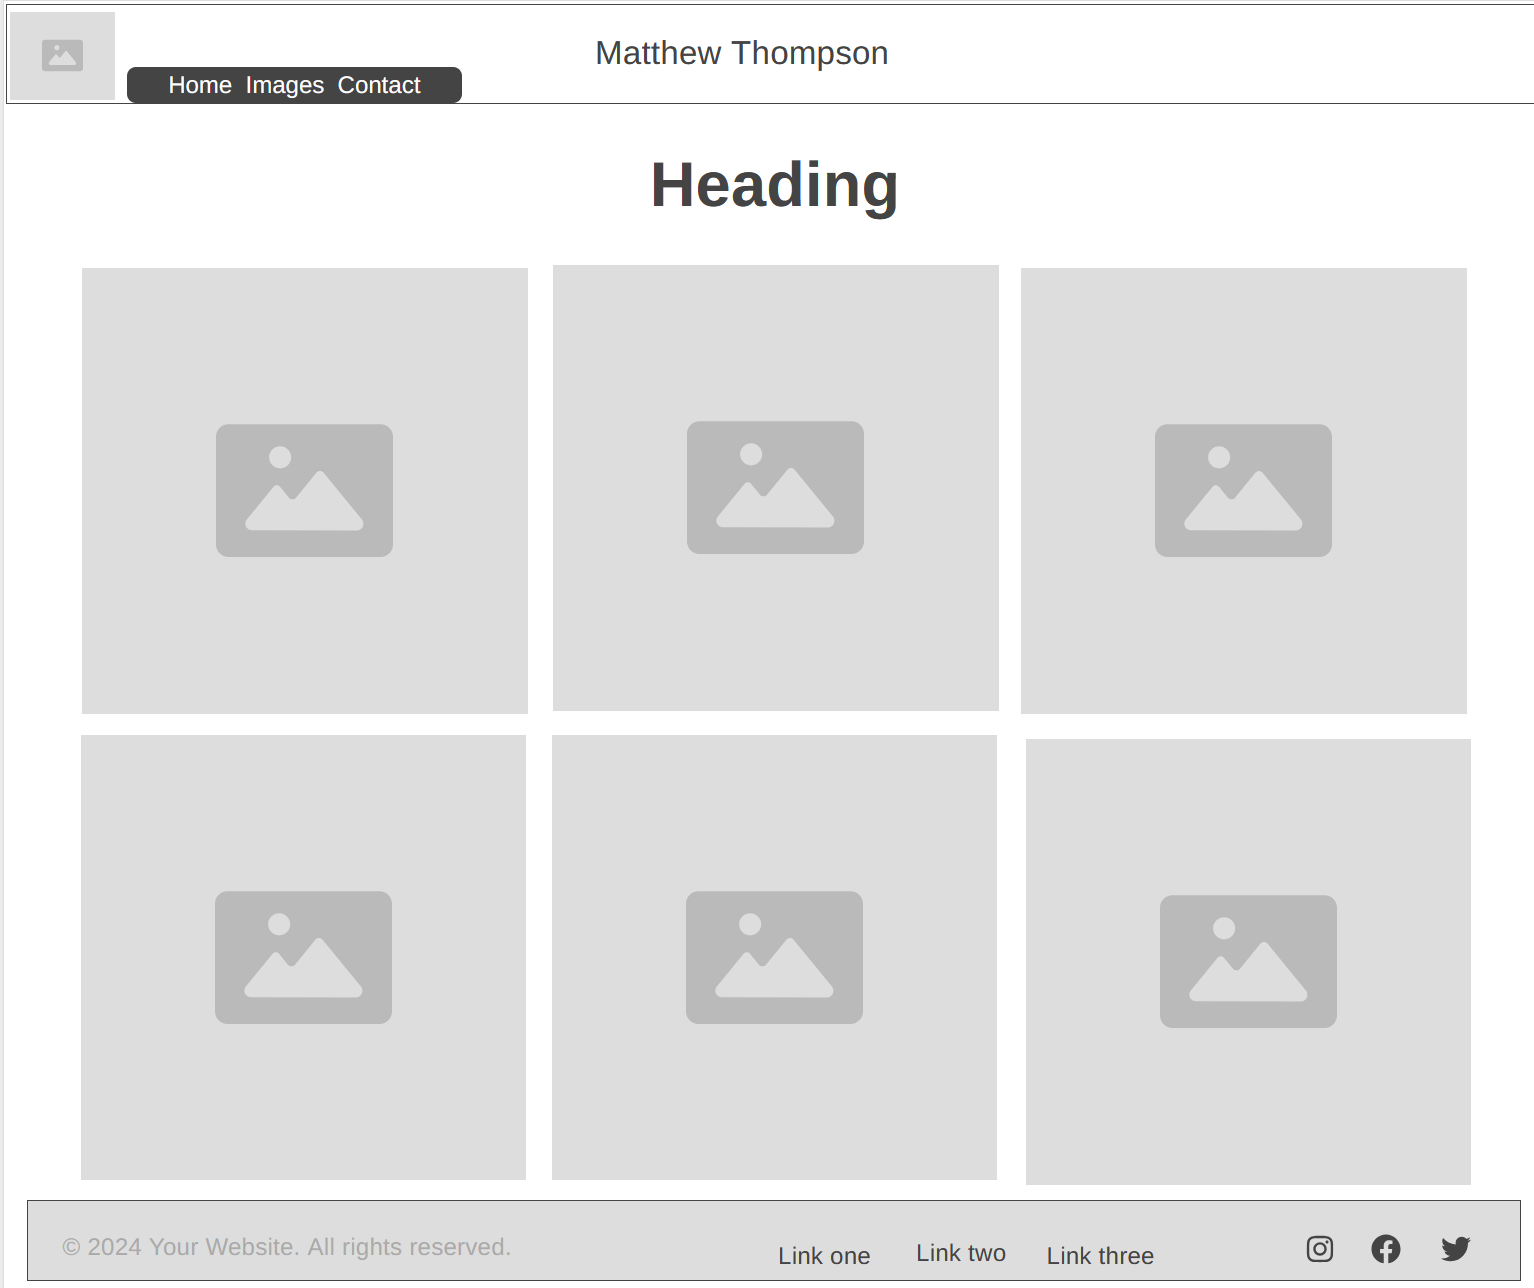 Matthew Thompson
Home Images Contact
Heading
© 2024 Your Website. All rights reserved.
Link one
Link two
Link three